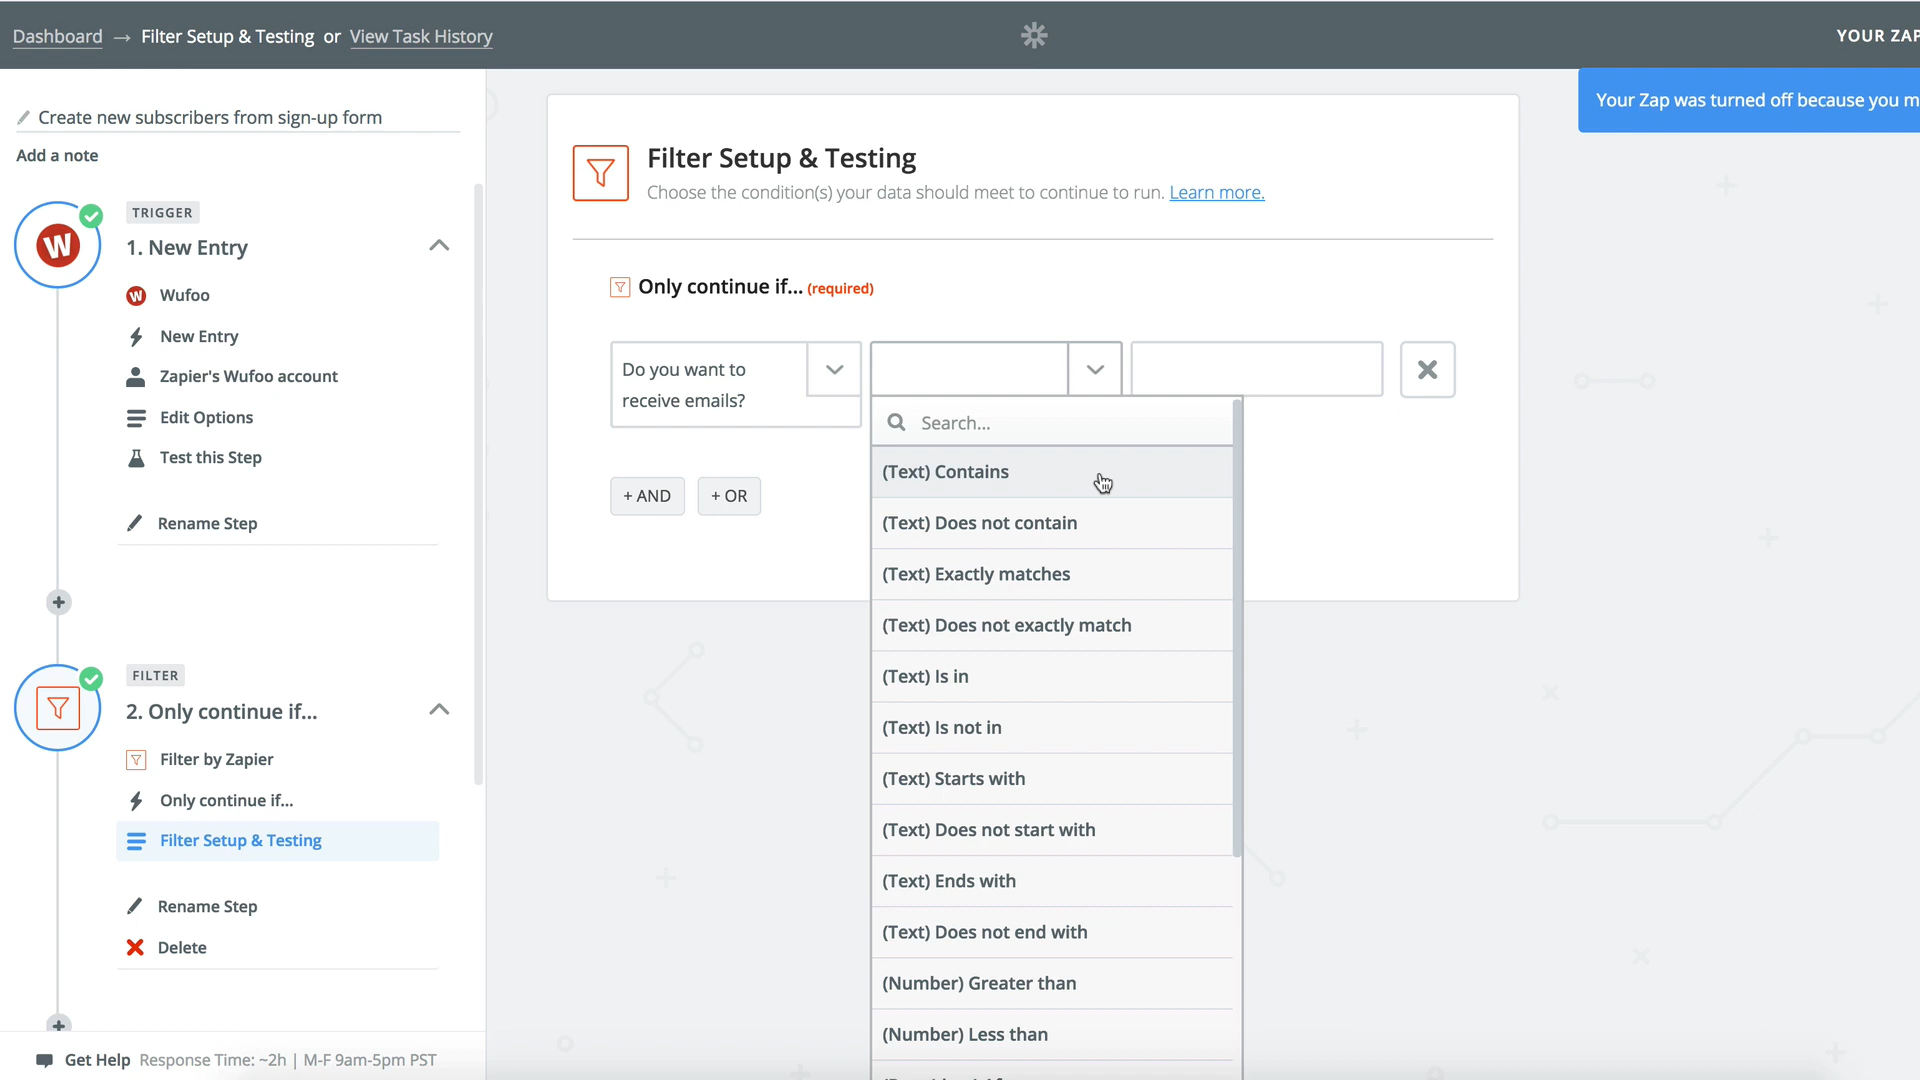 Dashboard → Filter Setup & Testing or View Task History
YOUR ZAP
Your Zap was turned off because you m
Create new subscribers from sign-up form
Add a note
TRIGGER
1. New Entry
Wufoo
New Entry
Zapier's Wufoo account
Edit Options
Test this Step
Rename Step
FILTER
2. Only continue if...
Filter by Zapier
Only continue if...
Filter Setup & Testing
Rename Step
Delete
Get Help Response Time: ~2h | M-F 9am-5pm PST
Filter Setup & Testing
Choose the condition(s) your data should meet to continue to run. Learn more.
Only continue if... (required)
Do you want to
receive emails?
+ AND
+ OR
Search...
(Text) Contains
(Text) Does not contain
(Text) Exactly matches
(Text) Does not exactly match
(Text) Is in
(Text) Is not in
(Text) Starts with
(Text) Does not start with
(Text) Ends with
(Text) Does not end with
(Number) Greater than
(Number) Less than